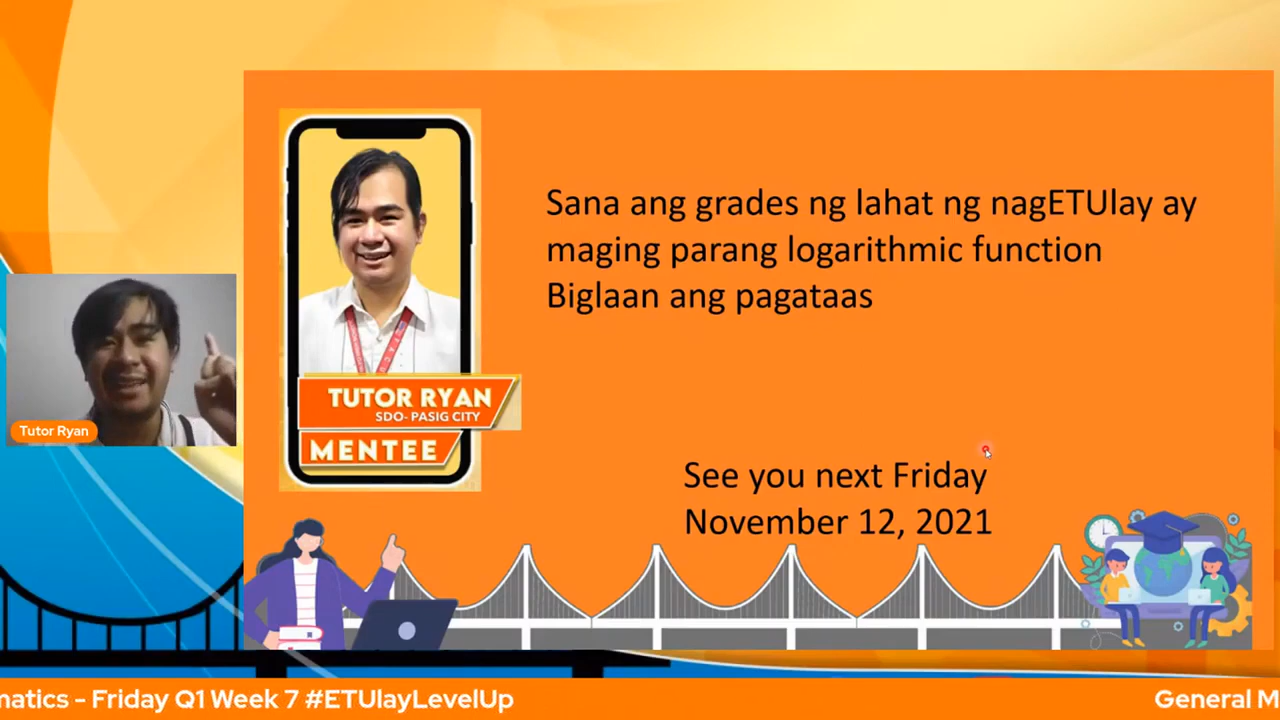 Sana ang grades ng lahat ng nagETUlay ay
maging parang logarithmic function
Biglaan ang pagataas
TUTOR RYAN
SDO- PASIG CITY
MENTEE
Tutor Ryan
See you next Friday
November 12, 2021
matics - Friday Q1 Week 7 #ETUlayLevelUp
General M